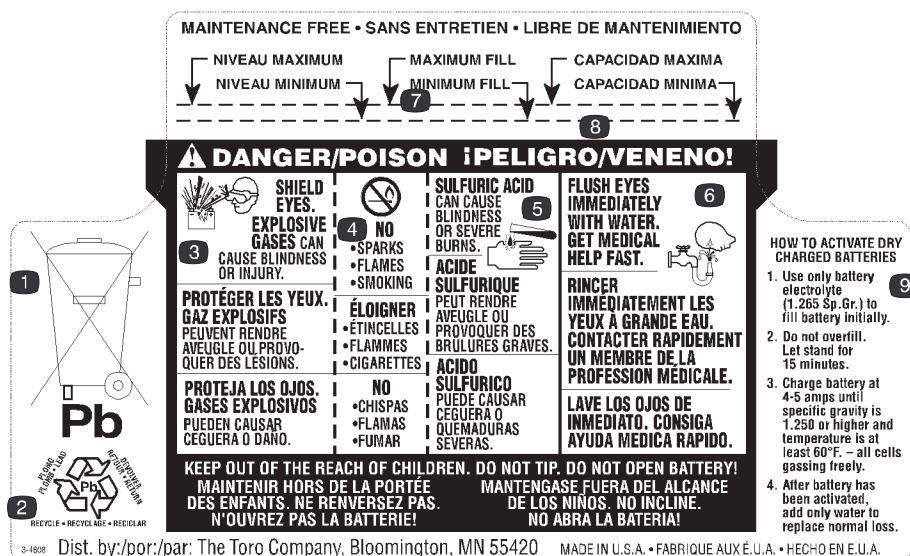 MAINTENANCE FREE • SANS ENTRETIEN • LIBRE DE MANTENIMIENTO
NIVEAU MAXIMUM
MAXIMUM FILL
CAPACIDAD MAXIMA
NIVEAU MINIMUM
MINIMUM FILL
CAPACIDAD MINIMA
7
8
DANGER/POISON ¡PELIGRO/VENENO!
SHIELD
EYES.
EXPLOSIVE
GASES CAN
CAUSE BLINDNESS
OR INJURY.
3
PROTÉGER LES YEUX.
GAZ EXPLOSIFS
PEUVENT RENDRE
AVEUGLE OU PROVO-
QUER DES LÉSIONS.
PROTEJA LOS OJOS.
GASES EXPLOSIVOS
PUEDEN CAUSAR
CEGUERA O DAÑO.
4
NO
•SPARKS
•FLAMES
•SMOKING
ÉLOIGNER
•ÉTINCELLES
•FLAMMES
•CIGARETTES
NO
•CHISPAS
•FLAMAS
•FUMAR
SULFURIC ACID
CAN CAUSE
BLINDNESS
OR SEVERE
BURNS.
5
ACIDE
SULFURIQUE
PEUT RENDRE
AVEUGLE OU
PROVOQUER DES
BRULURES GRAVES.
ACIDO
SULFURICO
PUEDE CAUSAR
CEGUERA O
QUEMADURAS
SEVERAS.
FLUSH EYES
IMMEDIATELY
WITH WATER.
GET MEDICAL
HELP FAST.
6
RINCER
IMMEDIATEMENT LES
YEUX À GRANDE EAU.
CONTACTER RAPIDEMENT
UN MEMBRE DE LA
PROFESSION MÉDICALE.
LAVE LOS OJOS DE
INMEDIATO. CONSIGA
AYUDA MEDICA RAPIDO.
KEEP OUT OF THE REACH OF CHILDREN. DO NOT TIP. DO NOT OPEN BATTERY!
MAINTENIR HORS DE LA PORTÉE
DES ENFANTS. NE RENVERSEZ PAS.
N'OUVREZ PAS LA BATTERIE!
MANTENGASE FUERA DEL ALCANCE
DE LOS NIÑOS. NO INCLINE.
NO ABRA LA BATERIA!
1
Pb
2
PLOMO
PLOMB • LEAD
DEVOLVER
RETOUR • RETURN
Pb
RECYCLE • RECYCLAGE • RECICLAR
HOW TO ACTIVATE DRY
CHARGED BATTERIES
9
1. Use only battery
electrolyte
(1.265 Sp.Gr.) to
fill battery initially.
2. Do not overfill.
Let stand for
15 minutes.
3. Charge battery at
4-5 amps until
specific gravity is
1.250 or higher and
temperature is at
least 60°F. – all cells
gassing freely.
4. After battery has
been activated,
add only water to
replace normal loss.
3-4808 Dist. by:/por:/par: The Toro Company, Bloomington, MN 55420 MADE IN U.S.A. • FABRIQUE AUX É.U.A. • HECHO EN E.U.A.